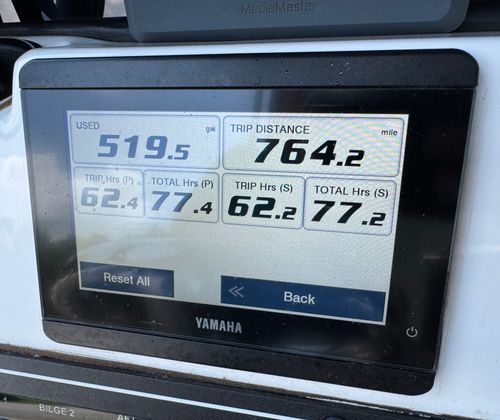 MediaMaster
USED gal TRIP DISTANCE mile
519.5 764.2
TRIP Hrs (P) TOTAL Hrs (P) TRIP Hrs (S) TOTAL Hrs (S)
62.4 77.4 62.2 77.2
Reset All << Back
YAMAHA
1 BILGE 2